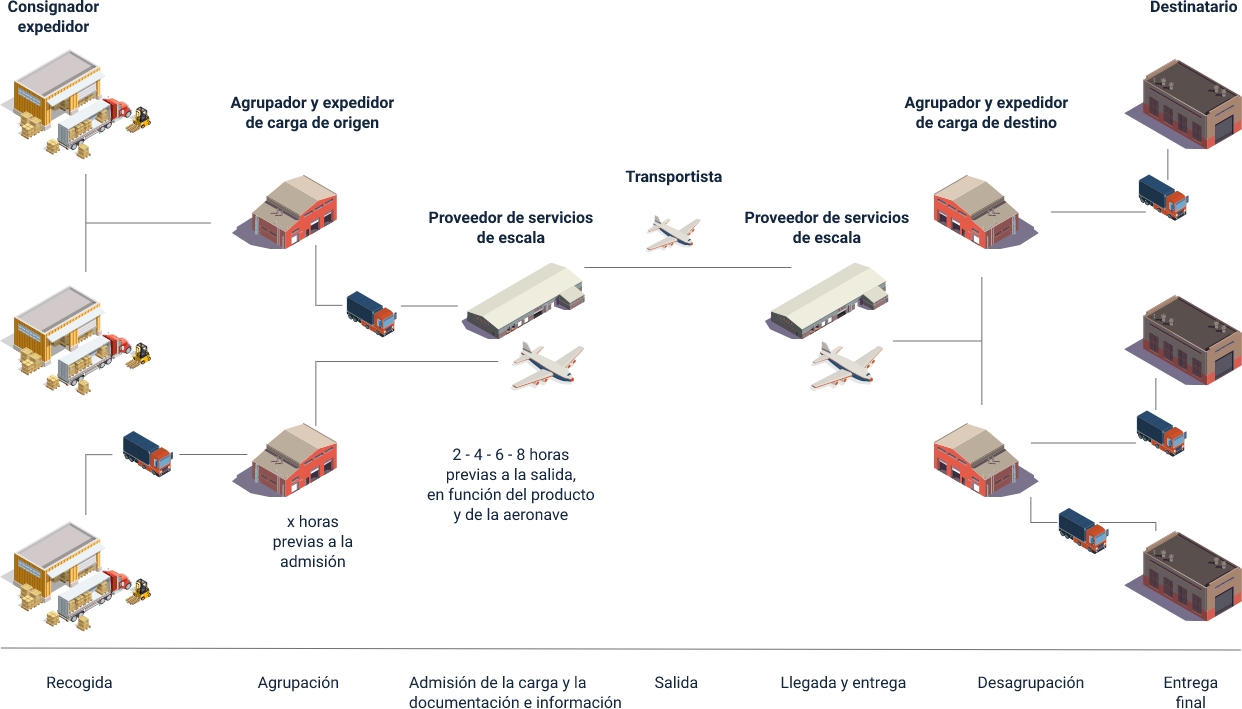 Consignador
expedidor
Destinatario
Agrupador y expedidor
de carga de origen
Agrupador y expedidor
de carga de destino
Transportista
Proveedor de servicios
de escala
Proveedor de servicios
de escala
2 - 4 - 6 - 8 horas
previas a la salida,
en función del producto
y de la aeronave
x horas
previas a la
admisión
Recogida
Agrupación
Admisión de la carga y la
documentación e información
Salida
Llegada y entrega
Desagrupación
Entrega
final